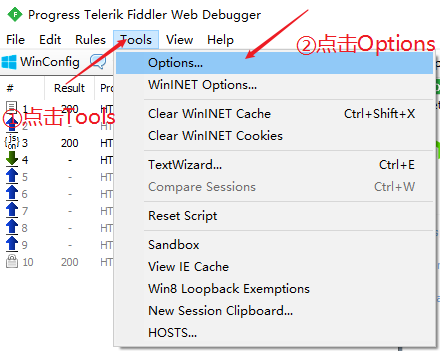 Progress Telerik Fiddler Web Debugger
File Edit Rules Tools View Help
②点击Options
WinConfig
Options...
WinINET Options...
# Result Pro
1 200 HT
①点击Tools
2 - HT
3 200 HT
4 - HT
5 - HT
6 - HT
7 - HT
8 - HT
9 - HT
10 200 HT
Clear WinINET Cache Ctrl+Shift+X
Clear WinINET Cookies
TextWizard... Ctrl+E
Compare Sessions Ctrl+W
Reset Script
Sandbox
View IE Cache
Win8 Loopback Exemptions
New Session Clipboard...
HOSTS...